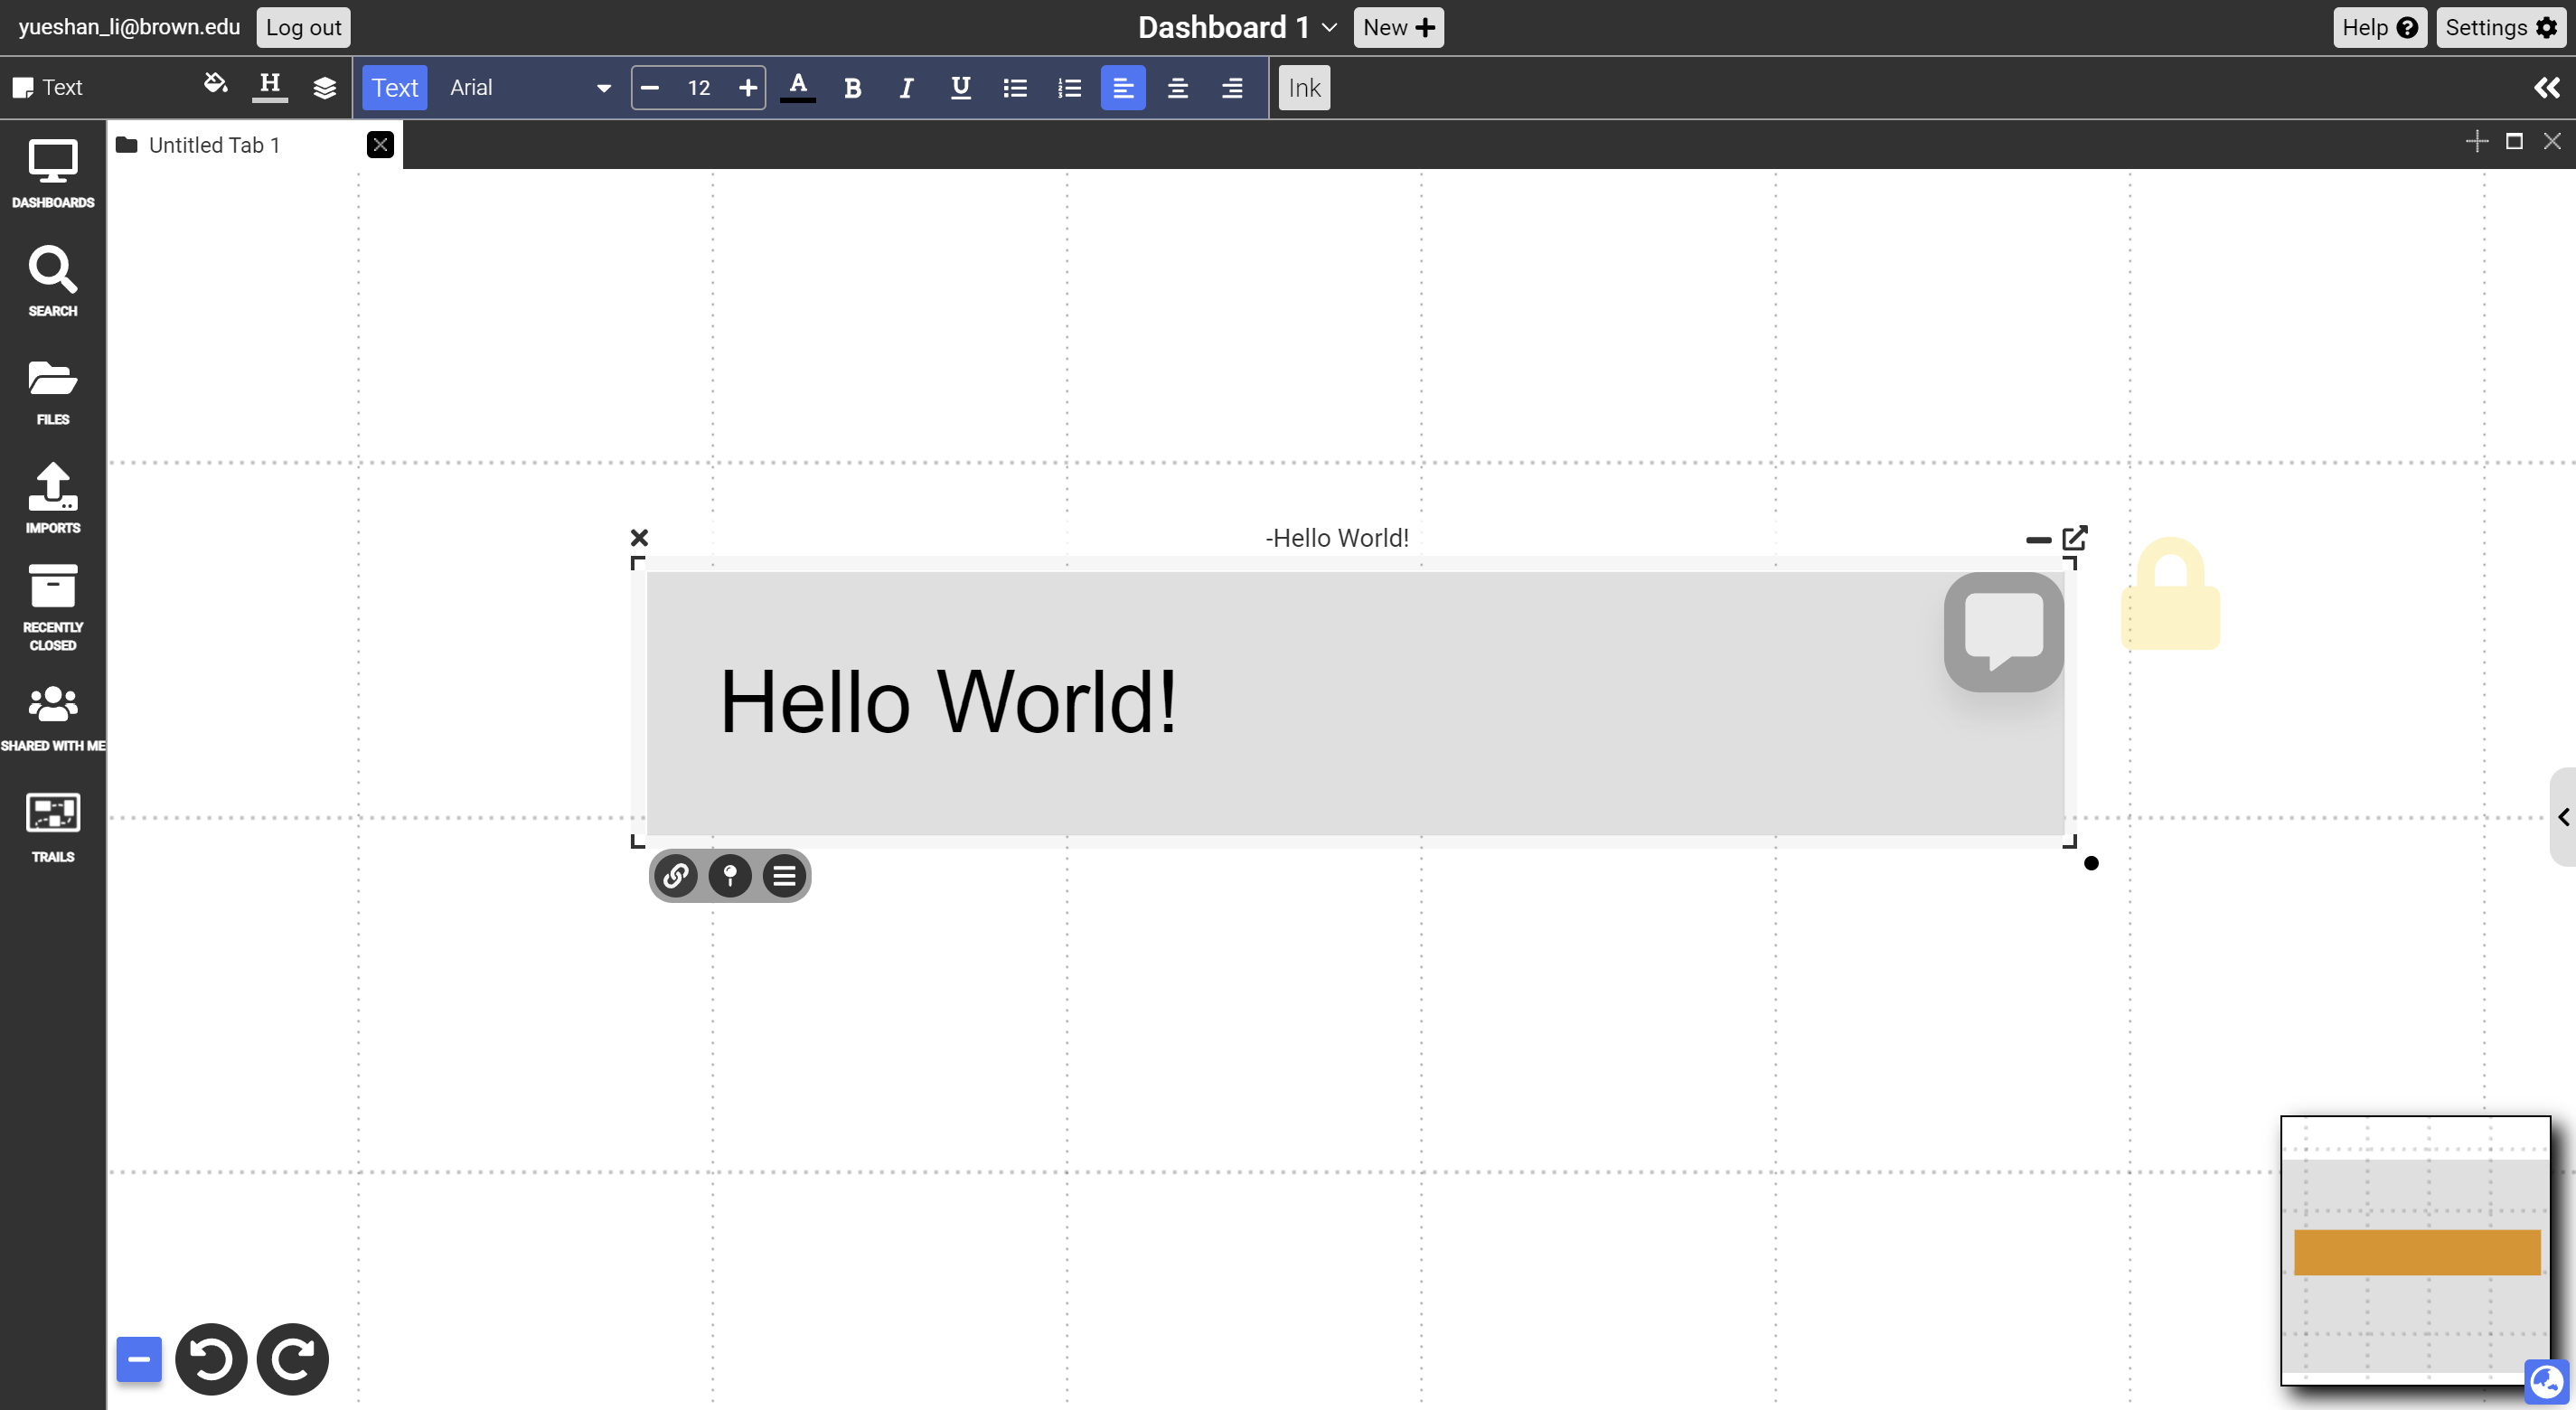 yueshan_li@brown.edu Log out Dashboard 1 New Help Settings
Text H Text Arial 12 A B I U Ink
Untitled Tab 1
DASHBOARDS
SEARCH
FILES
IMPORTS
RECENTLY
CLOSED
SHARED WITH ME
TRAILS
-Hello World!
Hello World!